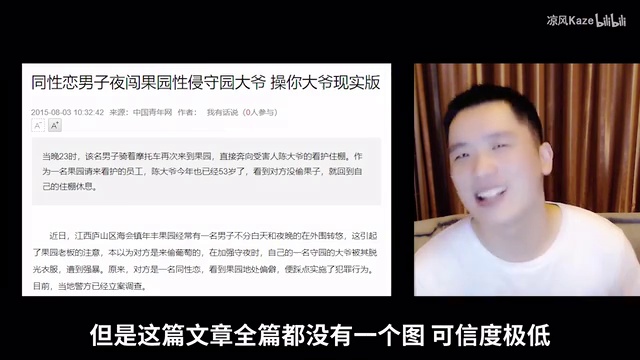 凉风Kaze bilibili
同性恋男子夜闯果园性侵守园大爷 操你大爷现实版
2015-08-03 10:32:42 来源：中国青年网 作者： 我有话说（0人参与）
A- A+
当晚23时，该名男子骑着摩托车再次来到果园，直接奔向受害人陈大爷的看护住棚。作
为一名果园请来看护的员工，陈大爷今年也已经53岁了，看到对方没偷果子，就回到自
己的住棚休息。
近日，江西庐山区海会镇年丰果园经常有一名男子不分白天和夜晚的在外围转悠，这引起
了果园老板的注意，本以为对方是来偷葡萄的，在加强守夜时，自己的一名守园的大爷被其脱
光衣服，遭到强暴。原来，对方是一名同性恋，看到果园地处偏僻，便踩点实施了犯罪行为。
目前，当地警方已经立案调查。
但是这篇文章全篇都没有一个图 可信度极低